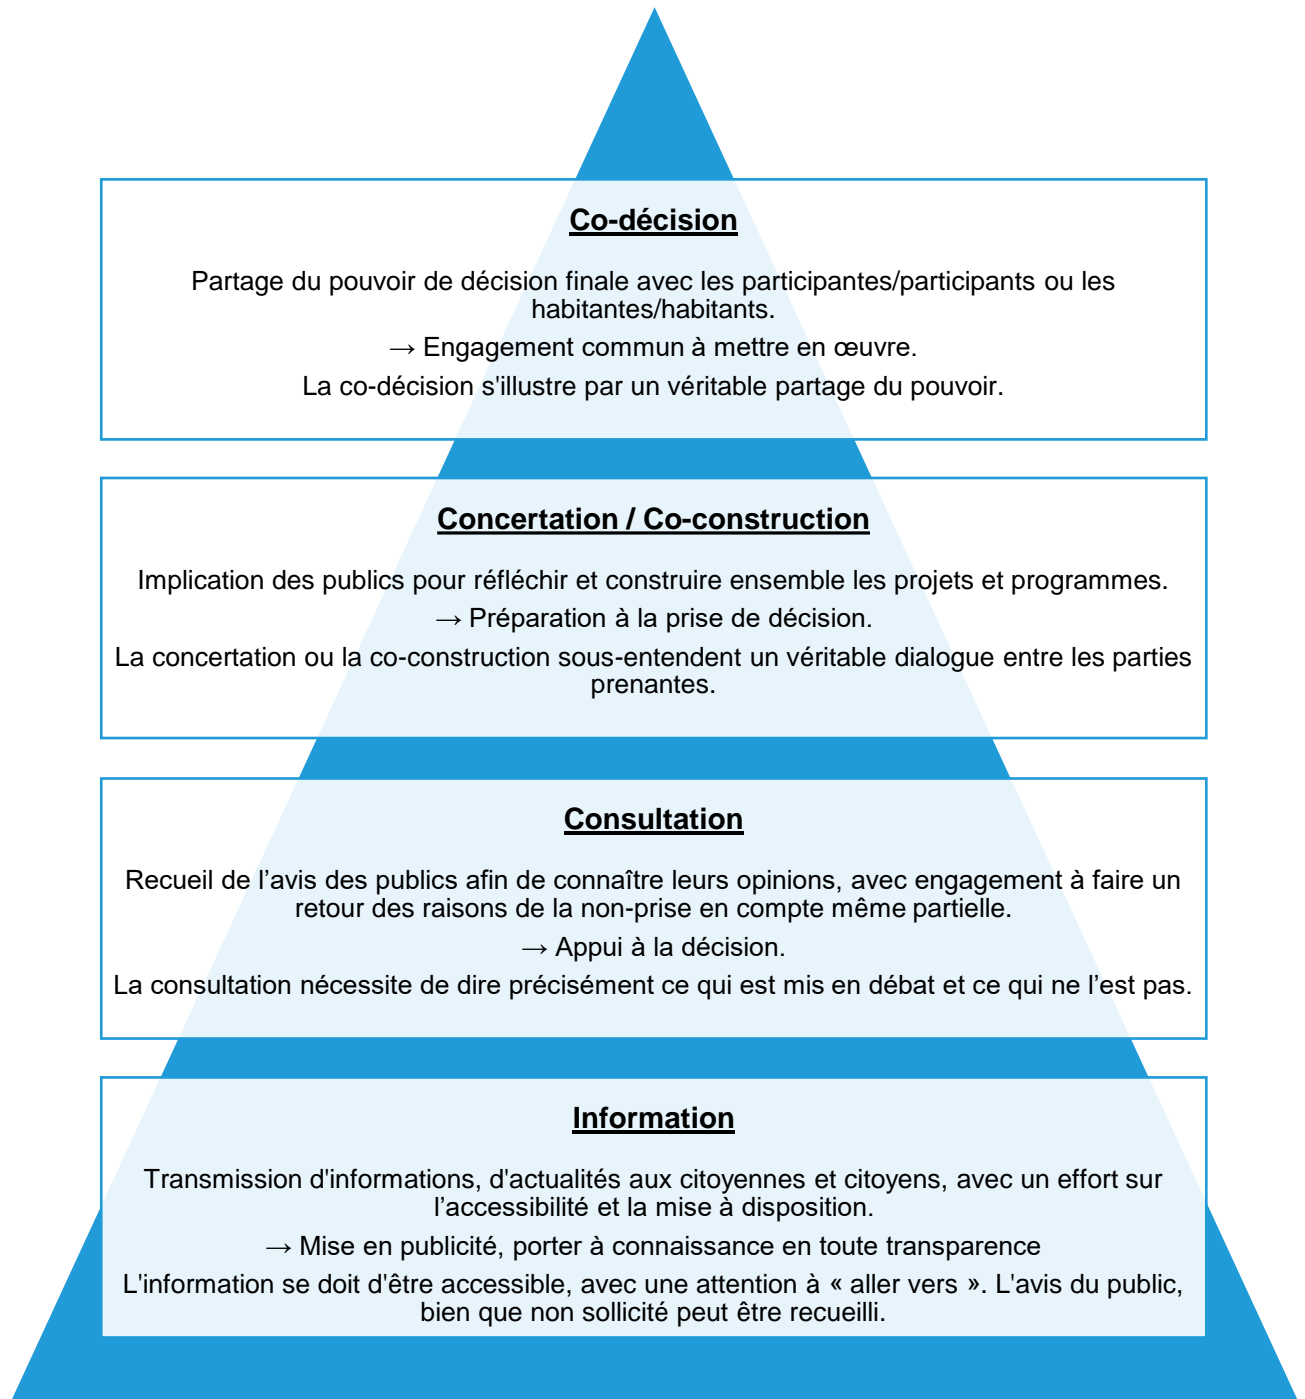 Co-décision
Partage du pouvoir de décision finale avec les participantes/participants ou les
habitantes/habitants.
→ Engagement commun à mettre en œuvre.
La co-décision s'illustre par un véritable partage du pouvoir.
Concertation / Co-construction
Implication des publics pour réfléchir et construire ensemble les projets et programmes.
→ Préparation à la prise de décision.
La concertation ou la co-construction sous-entendent un véritable dialogue entre les parties
prenantes.
Consultation
Recueil de l’avis des publics afin de connaître leurs opinions, avec engagement à faire un
retour des raisons de la non-prise en compte même partielle.
→ Appui à la décision.
La consultation nécessite de dire précisément ce qui est mis en débat et ce qui ne l’est pas.
Information
Transmission d'informations, d'actualités aux citoyennes et citoyens, avec un effort sur
l’accessibilité et la mise à disposition.
→ Mise en publicité, porter à connaissance en toute transparence
L'information se doit d'être accessible, avec une attention à « aller vers ». L'avis du public,
bien que non sollicité peut être recueilli.